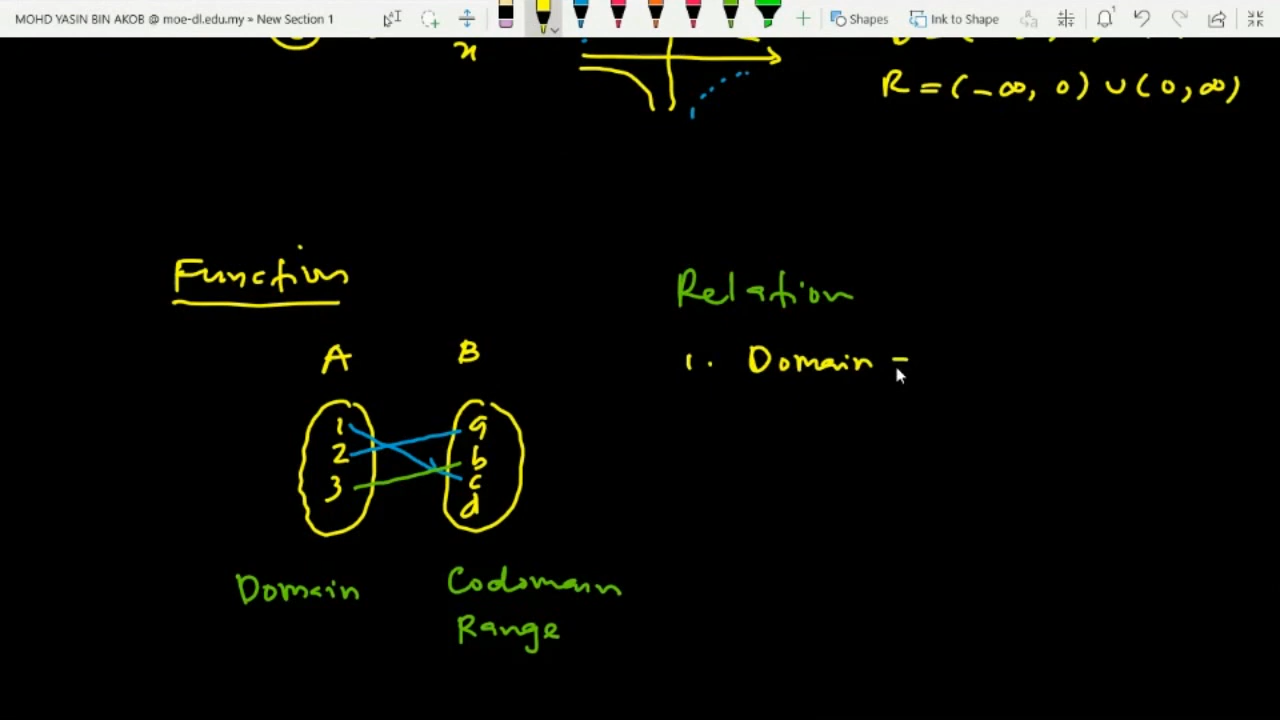 MOHD YASIN BIN AKOB @ moe-dl.edu.my » New Section 1
Shapes
Ink to Shape
x
R = (-∞, 0) ∪ (0, ∞)
Function
Relation
A B
1. Domain =
1 a
2 b
3 c
d
Domain Codomain
Range